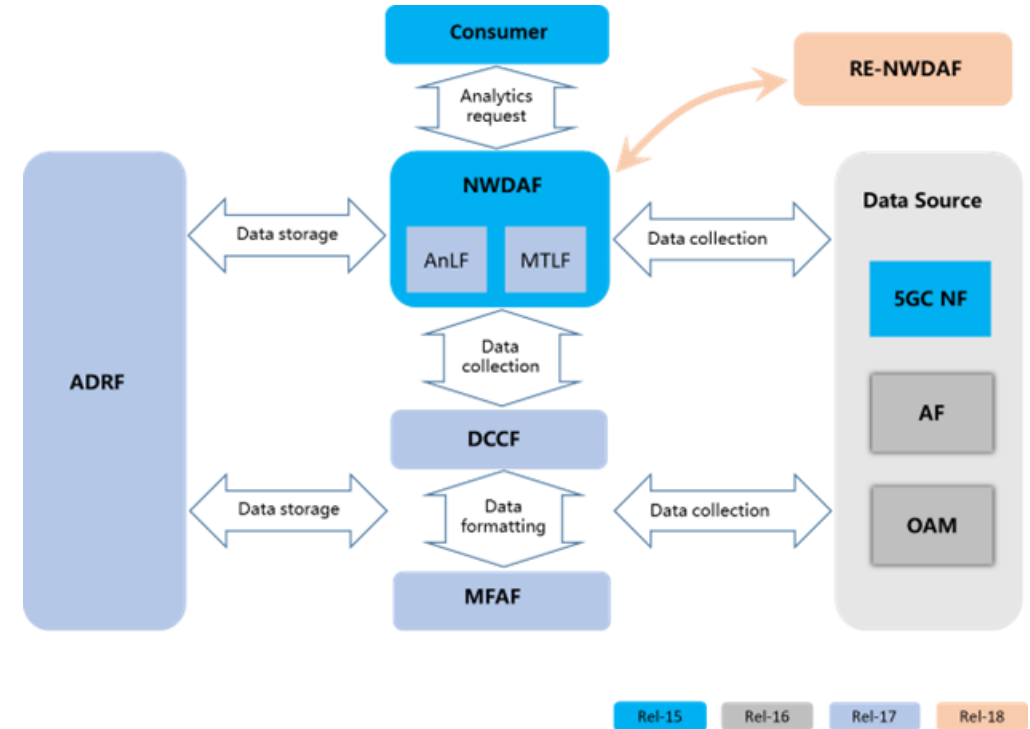 Consumer
RE-NWDAF
Analytics
request
NWDAF
Data Source
Data storage
Data collection
AnLF
MTLF
5GC NF
Data
collection
ADRF
AF
DCCF
Data storage
Data
formatting
Data collection
OAM
MFAF
Rel-15
Rel-16
Rel-17
Rel-18